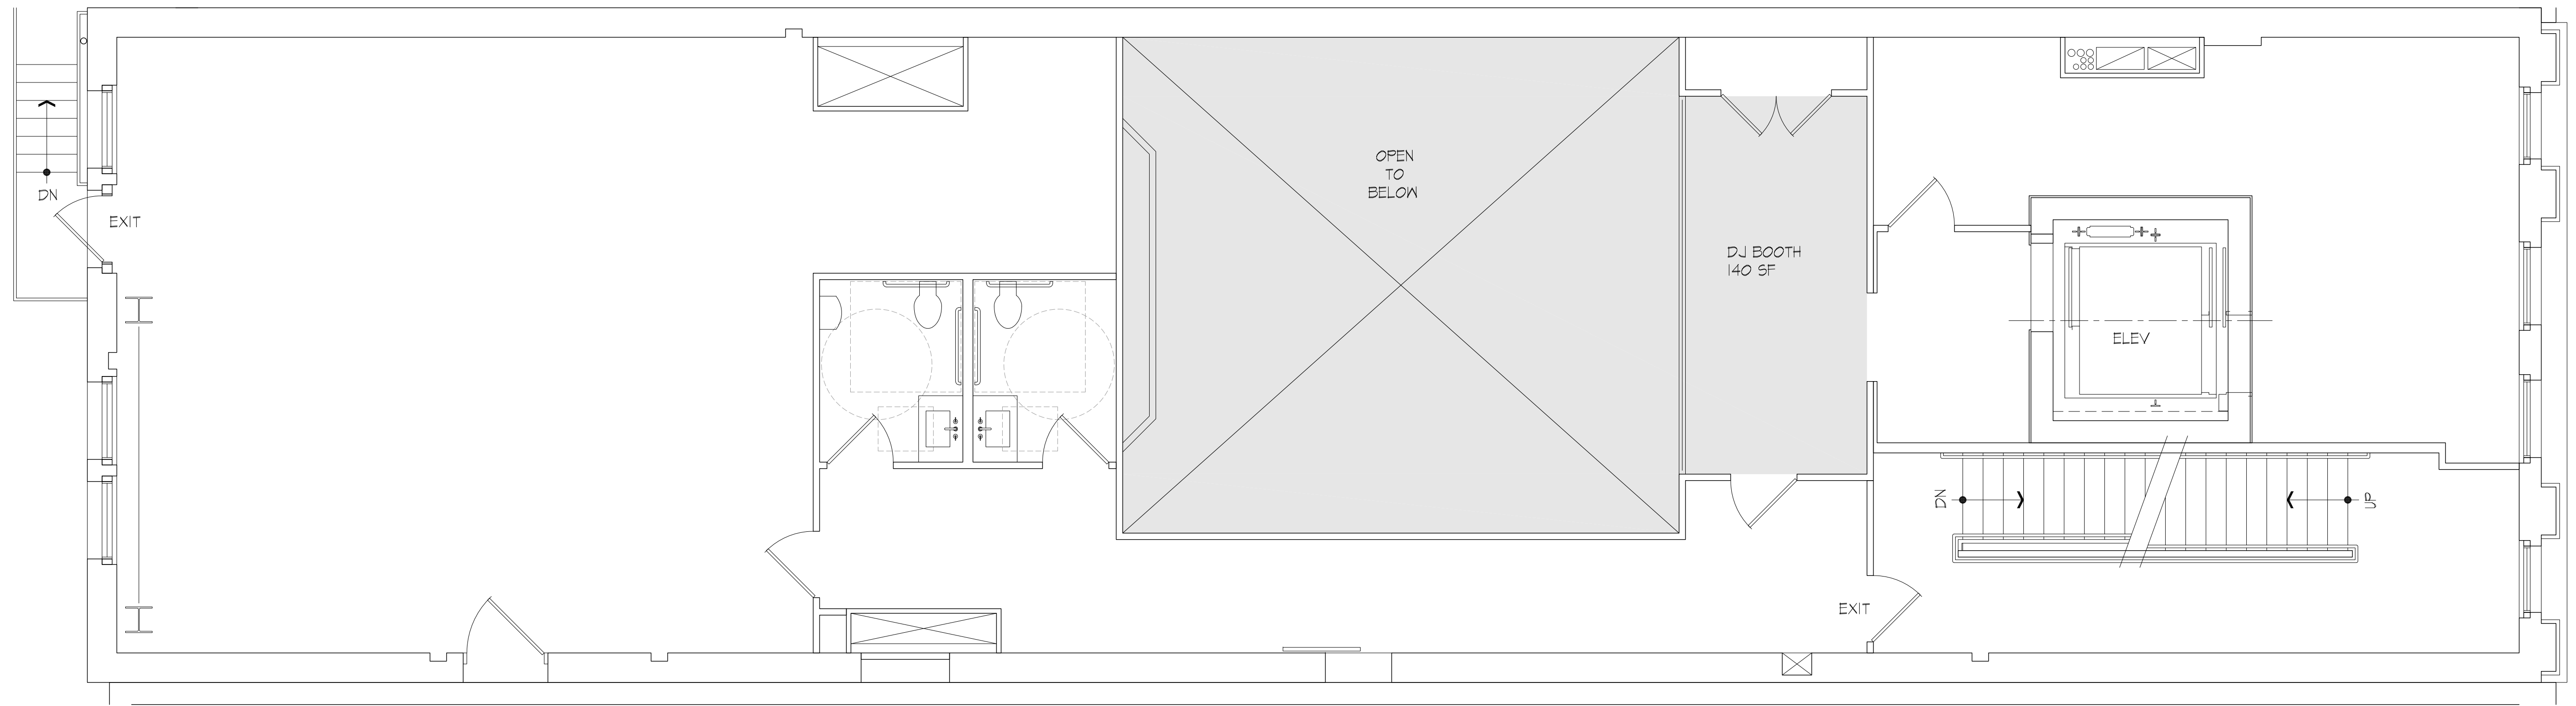 DN
EXIT
OPEN
TO
BELOW
DJ BOOTH
140 SF
ELEV
DN
UP
EXIT